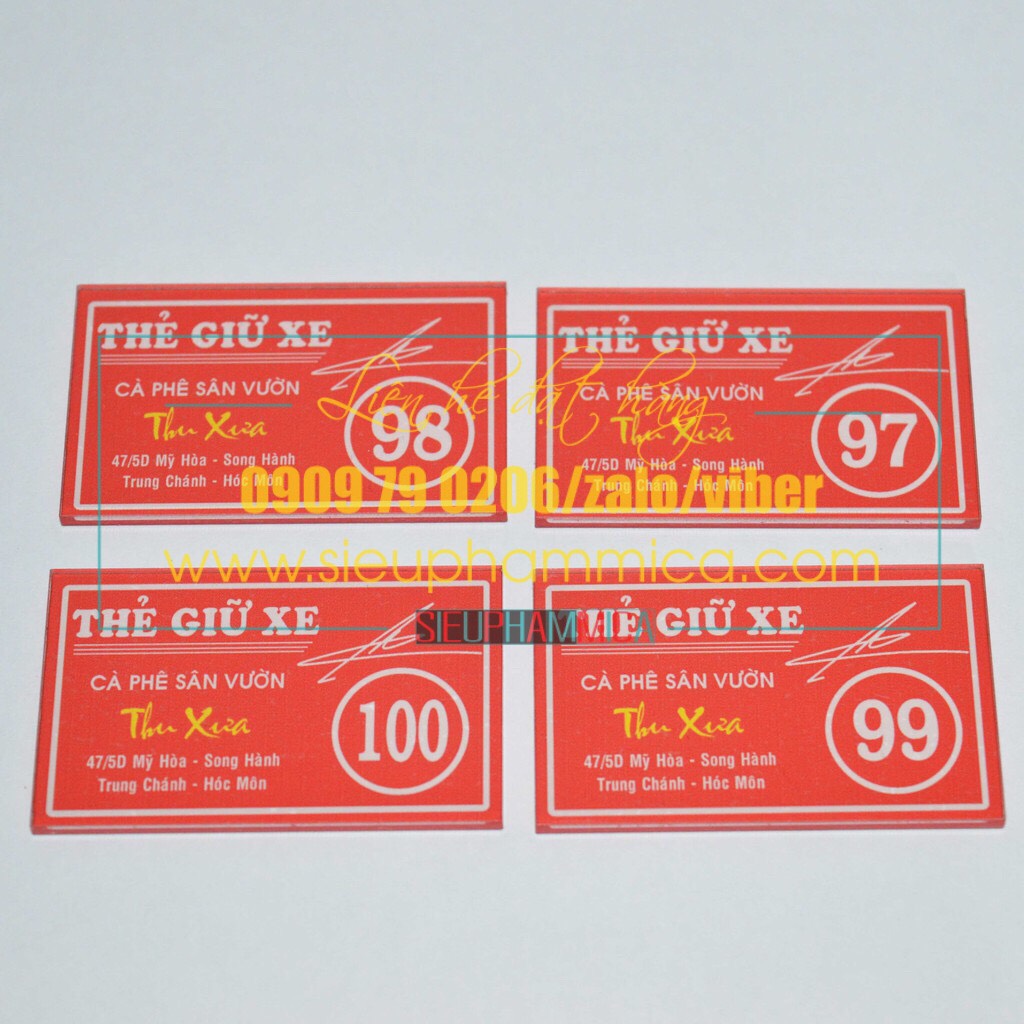 THẺ GIỮ XE
CÀ PHÊ SÂN VƯỜN
Thu Xưa
98
47/5D Mỹ Hòa - Song Hành
Trung Chánh - Hóc Môn
THẺ GIỮ XE
CÀ PHÊ SÂN VƯỜN
Thu Xưa
97
47/5D Mỹ Hòa - Song Hành
Trung Chánh - Hóc Môn
Liên hệ đặt hàng
0909 79 0206/zalo/viber
www.sieuphammica.com
SIEUPHAMMICA
THẺ GIỮ XE
CÀ PHÊ SÂN VƯỜN
Thu Xưa
100
47/5D Mỹ Hòa - Song Hành
Trung Chánh - Hóc Môn
THẺ GIỮ XE
CÀ PHÊ SÂN VƯỜN
Thu Xưa
99
47/5D Mỹ Hòa - Song Hành
Trung Chánh - Hóc Môn